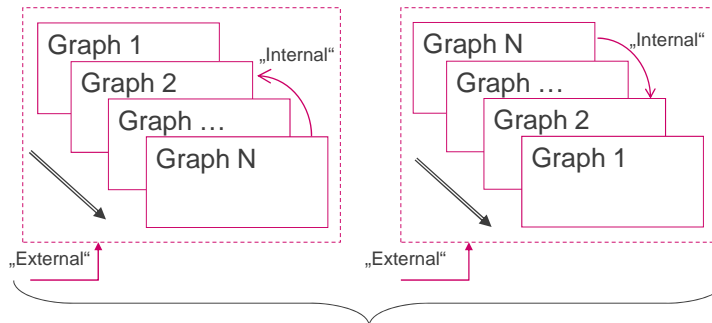 Graph 1
Graph 2
Graph …
Graph N
„Internal“
„External“
Graph N
Graph …
Graph 2
Graph 1
„Internal“
„External“